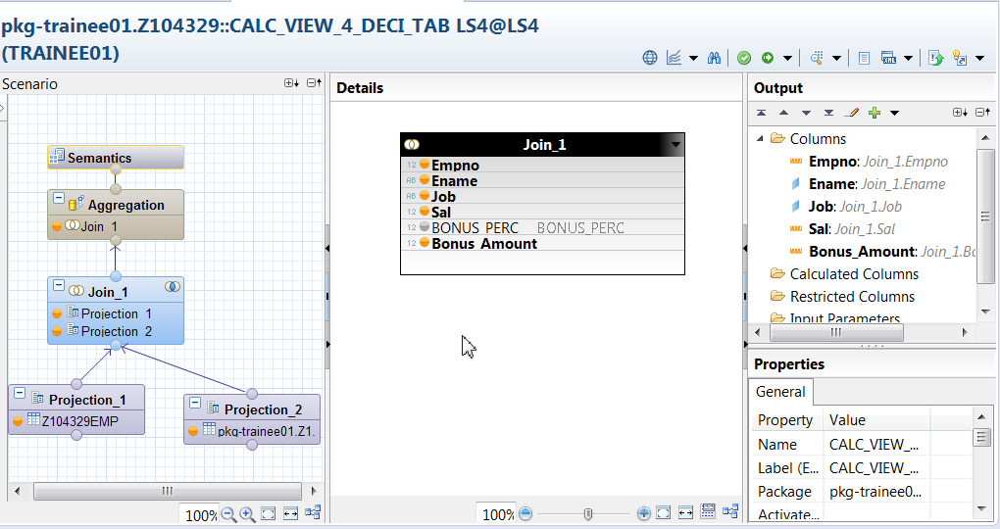 pkg-trainee01.Z104329::CALC_VIEW_4_DECI_TAB LS4@LS4
(TRAINEE01)
Scenario
Semantics
Aggregation
Join_1
Join_1
Projection_1
Projection_2
Projection_1
Z104329EMP
Projection_2
pkg-trainee01.Z1.
100%
Details
Join_1
12 Empno
AB Ename
AB Job
12 Sal
12 BONUS_PERC BONUS_PERC
12 Bonus_Amount
100%
Output
Columns
Empno: Join_1.Empno
Ename: Join_1.Ename
Job: Join_1.Job
Sal: Join_1.Sal
Bonus_Amount: Join_1.Bo
Calculated Columns
Restricted Columns
Input Parameters
Properties
General
Property Value
Name CALC_VIEW_...
Label (E... CALC_VIEW_...
Package pkg-trainee0...
Activate...